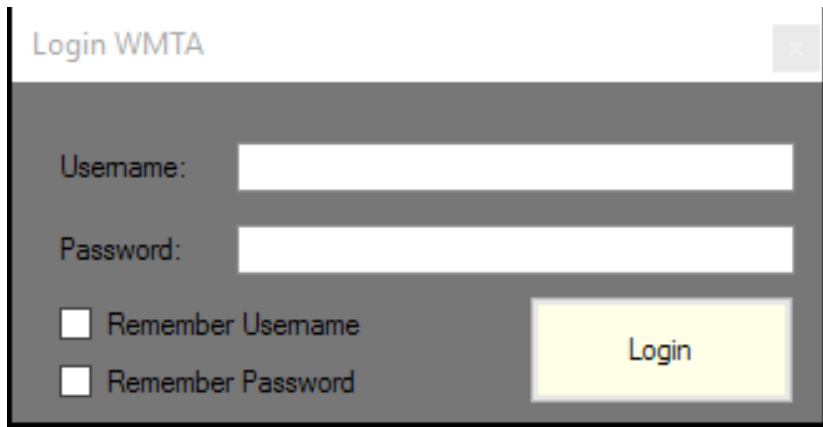 Login WMTA
x
Username:
Password:
Remember Username
Remember Password
Login